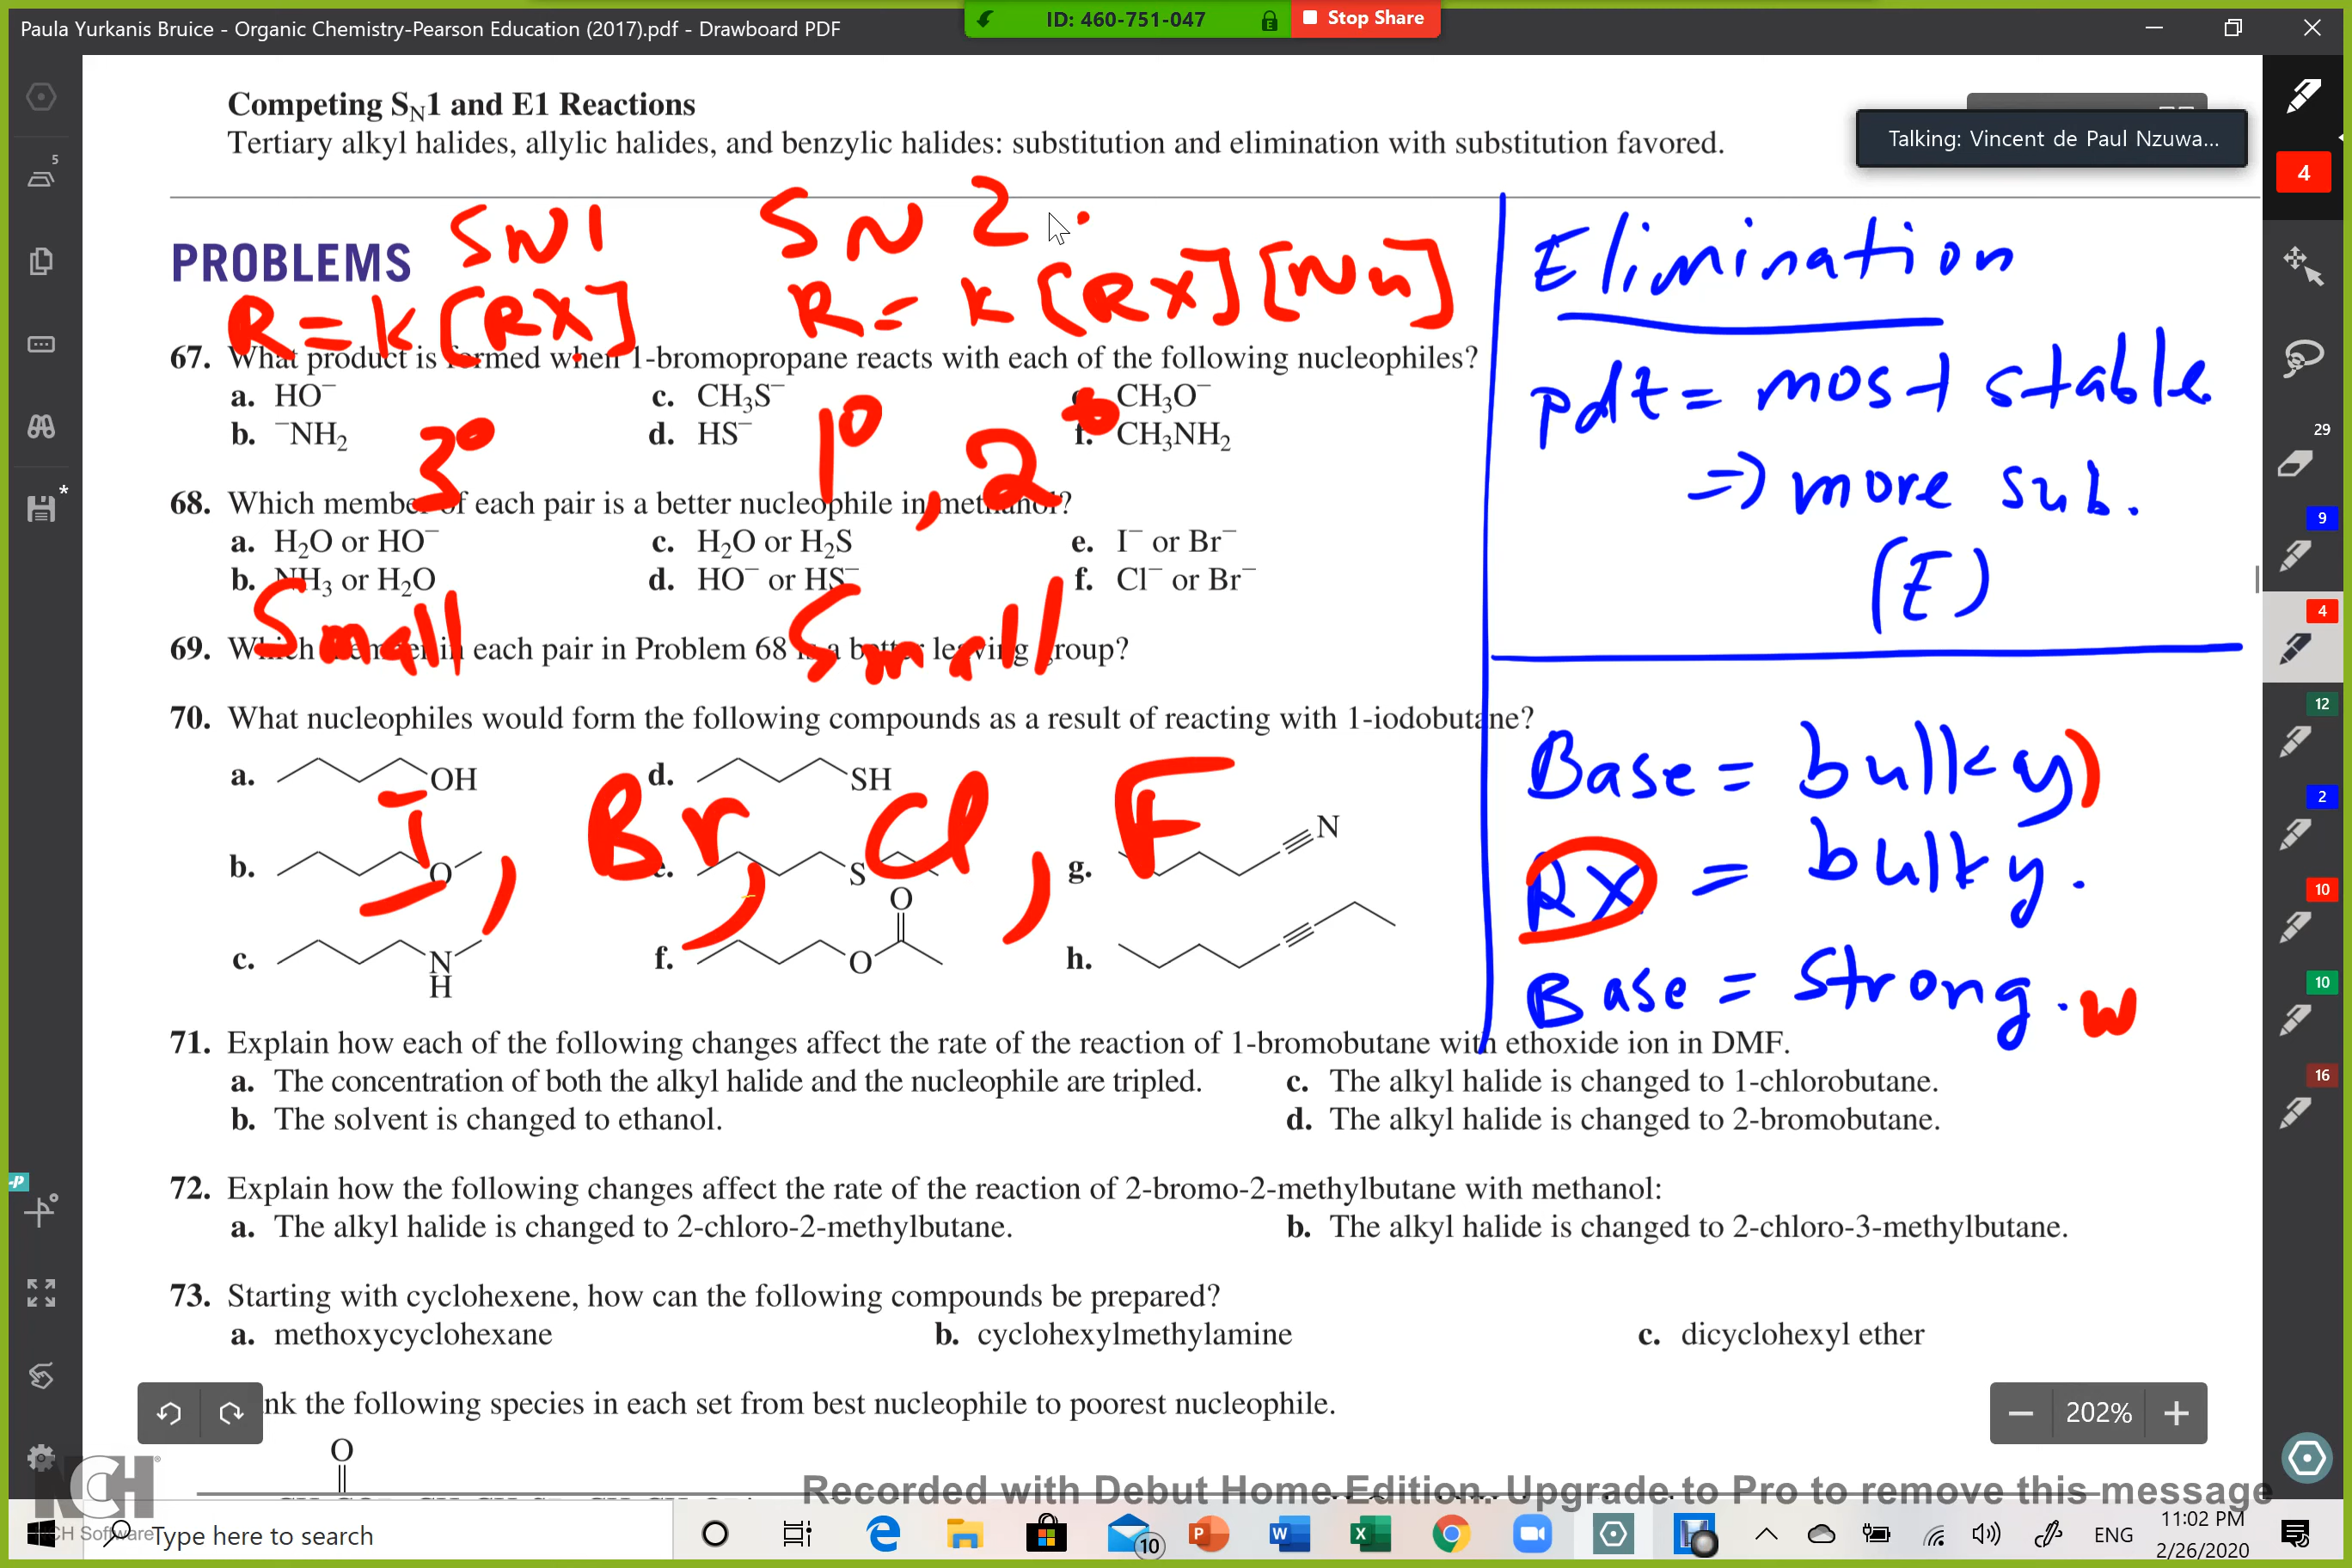 Paula Yurkanis Bruice - Organic Chemistry-Pearson Education (2017).pdf - Drawboard PDF
ID: 460-751-047
Stop Share
Talking: Vincent de Paul Nzuwa...
Competing SN1 and E1 Reactions
Tertiary alkyl halides, allylic halides, and benzylic halides: substitution and elimination with substitution favored.
PROBLEMS
SN1
SN2.
R = K [RX]
R = K [RX] [Nu]
67. What product is formed when 1-bromopropane reacts with each of the following nucleophiles?
a. HO⁻
c. CH₃S⁻
CH₃O⁻
b. ⁻NH₂
d. HS⁻
f. CH₃NH₂
3°
1°, 2°
68. Which member of each pair is a better nucleophile in methanol?
a. H₂O or HO⁻
c. H₂O or H₂S
e. I⁻ or Br⁻
b. NH₃ or H₂O
d. HO⁻ or HS⁻
f. Cl⁻ or Br⁻
Small
Small
69. Which member in each pair in Problem 68 is a better leaving group?
70. What nucleophiles would form the following compounds as a result of reacting with 1-iodobutane?
a.
OH
d.
SH
I, Br, Cl, F
b.
O
e.
S
g.
N
c.
N
H
f.
O
O
h.
Elimination
pdt = most stable
⇒ more sub.
(E)
Base = bulky)
RX = bulky.
Base = strong. W
71. Explain how each of the following changes affect the rate of the reaction of 1-bromobutane with ethoxide ion in DMF.
a. The concentration of both the alkyl halide and the nucleophile are tripled.
c. The alkyl halide is changed to 1-chlorobutane.
b. The solvent is changed to ethanol.
d. The alkyl halide is changed to 2-bromobutane.
72. Explain how the following changes affect the rate of the reaction of 2-bromo-2-methylbutane with methanol:
a. The alkyl halide is changed to 2-chloro-2-methylbutane.
b. The alkyl halide is changed to 2-chloro-3-methylbutane.
73. Starting with cyclohexene, how can the following compounds be prepared?
a. methoxycyclohexane
b. cyclohexylmethylamine
c. dicyclohexyl ether
nk the following species in each set from best nucleophile to poorest nucleophile.
O
202%
5
4
29
9
4
12
2
10
10
16
NCH
Recorded with Debut Home Edition. Upgrade to Pro to remove this message
NCH Software
Type here to search
10
ENG
11:02 PM
2/26/2020